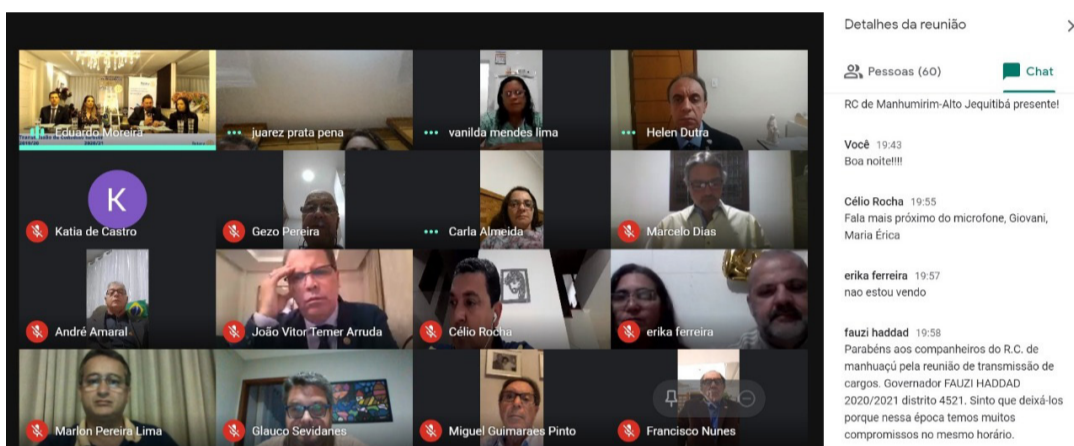 Eduardo Moreira
2019/20
2020/21
juarez prata pena
vanilda mendes lima
Helen Dutra
K
Katia de Castro
Gezo Pereira
Carla Almeida
Marcelo Dias
André Amaral
João Vitor Temer Arruda
Célio Rocha
erika ferreira
Marlon Pereira Lima
Glauco Sevidanes
Miguel Guimaraes Pinto
Francisco Nunes
Detalhes da reunião
Pessoas (60)
Chat
RC de Manhumirim-Alto Jequitibá presente!
Você 19:43
Boa noite!!!!
Célio Rocha 19:55
Fala mais próximo do microfone, Giovani,
Maria Érica
erika ferreira 19:57
nao estou vendo
fauzi haddad 19:58
Parabéns aos companheiros do R.C. de
manhuaçú pela reunião de transmissão de
cargos. Governador FAUZI HADDAD
2020/2021 distrito 4521. Sinto que deixá-los
porque nessa época temos muitos
compromissos no mesmo horário.